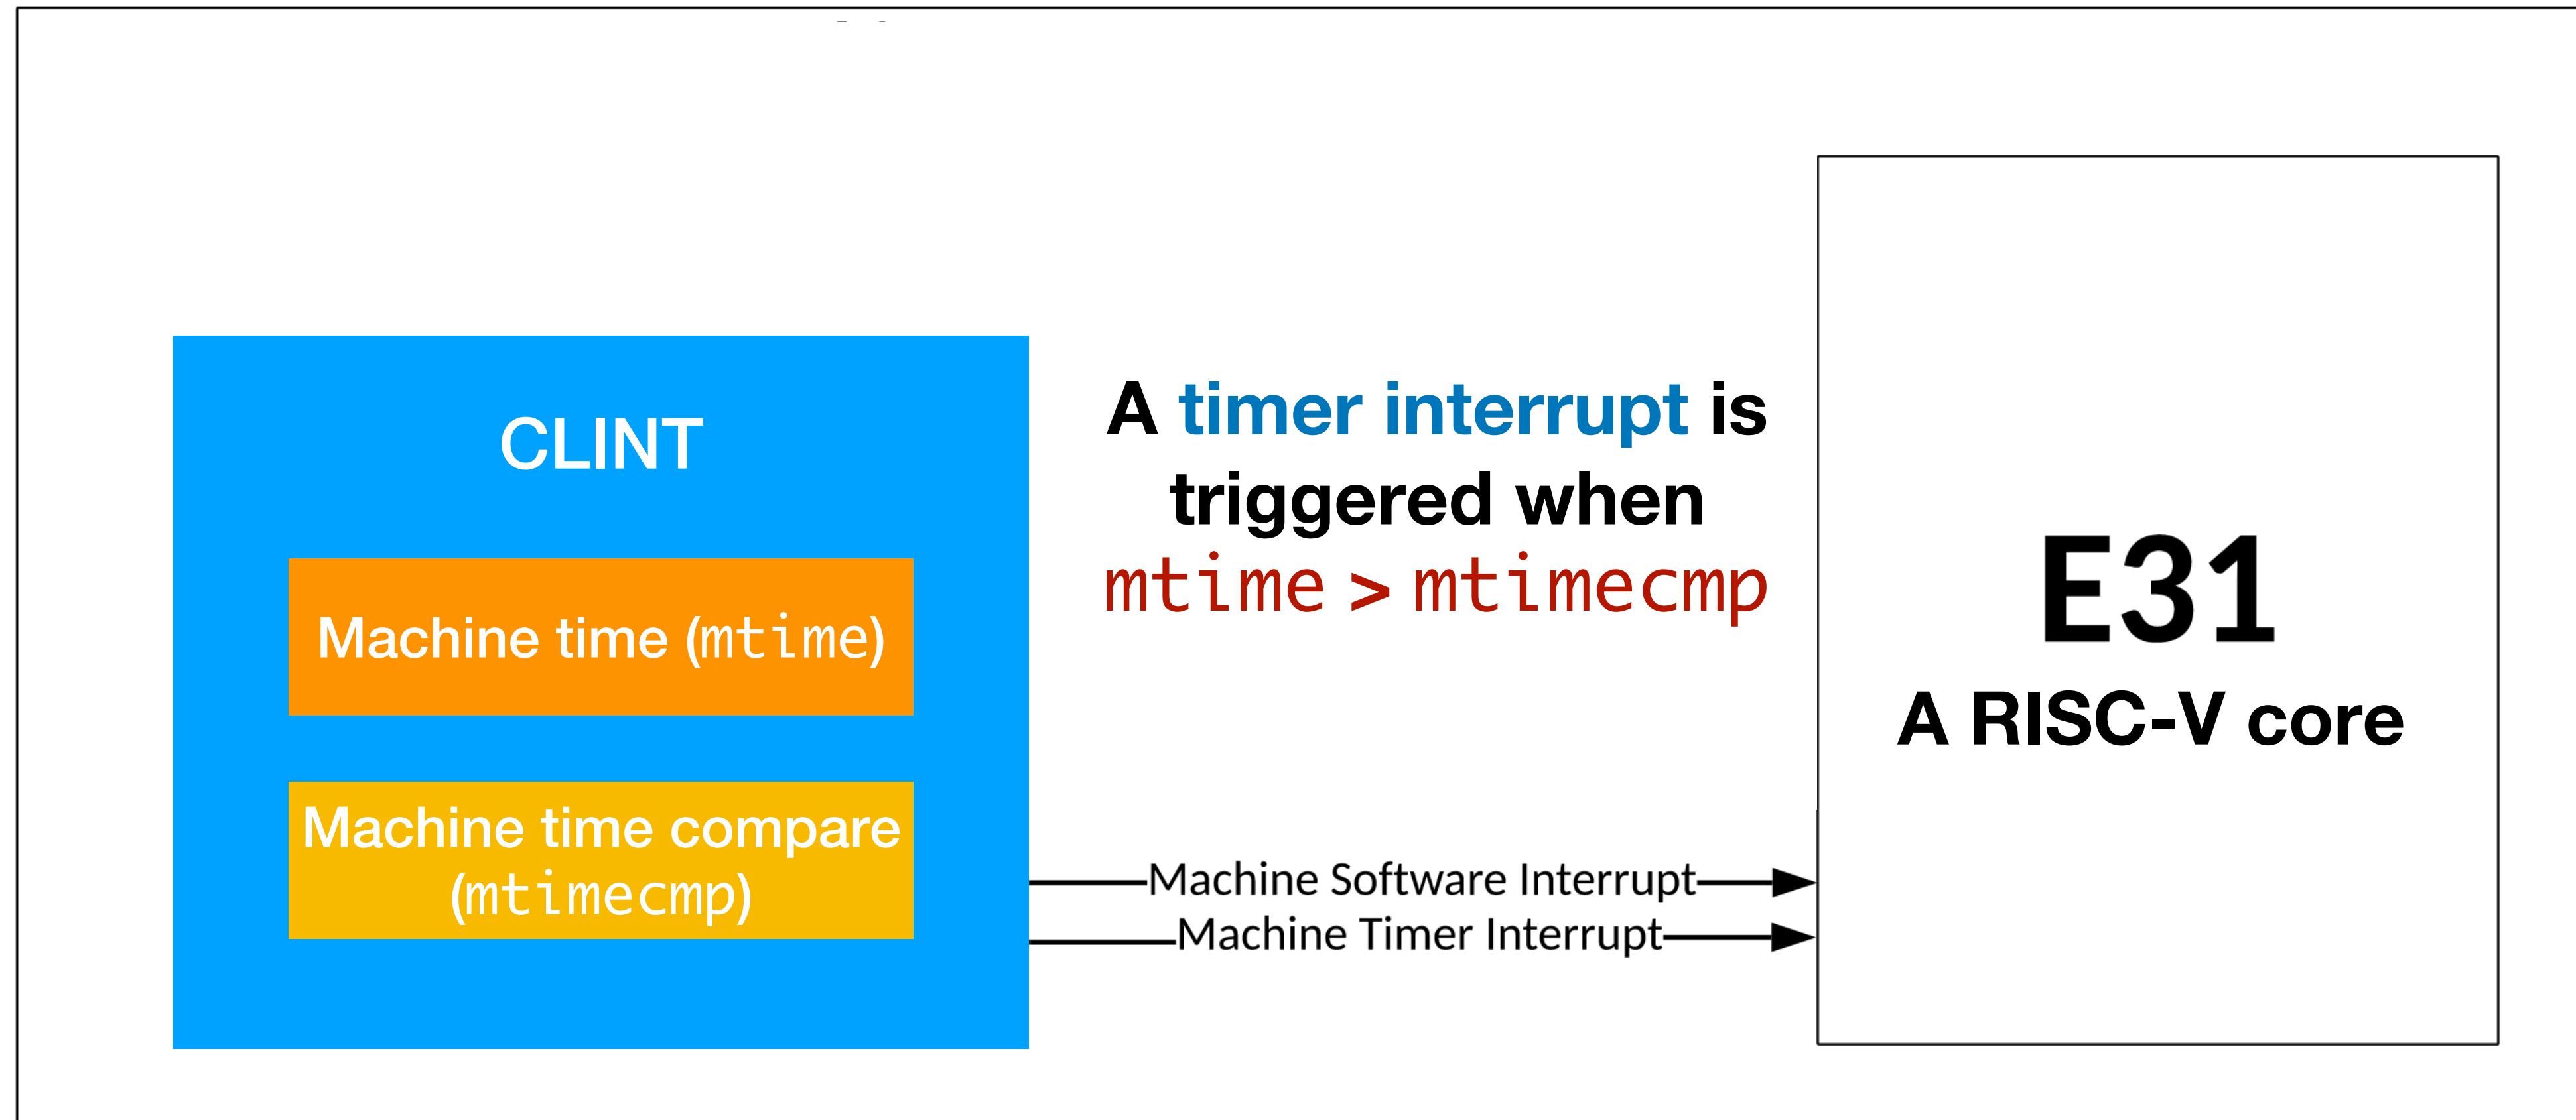 CLINT
Machine time (mtime)
Machine time compare
(mtimecmp)
A timer interrupt is
triggered when
mtime > mtimecmp
Machine Software Interrupt
Machine Timer Interrupt
E31
A RISC-V core